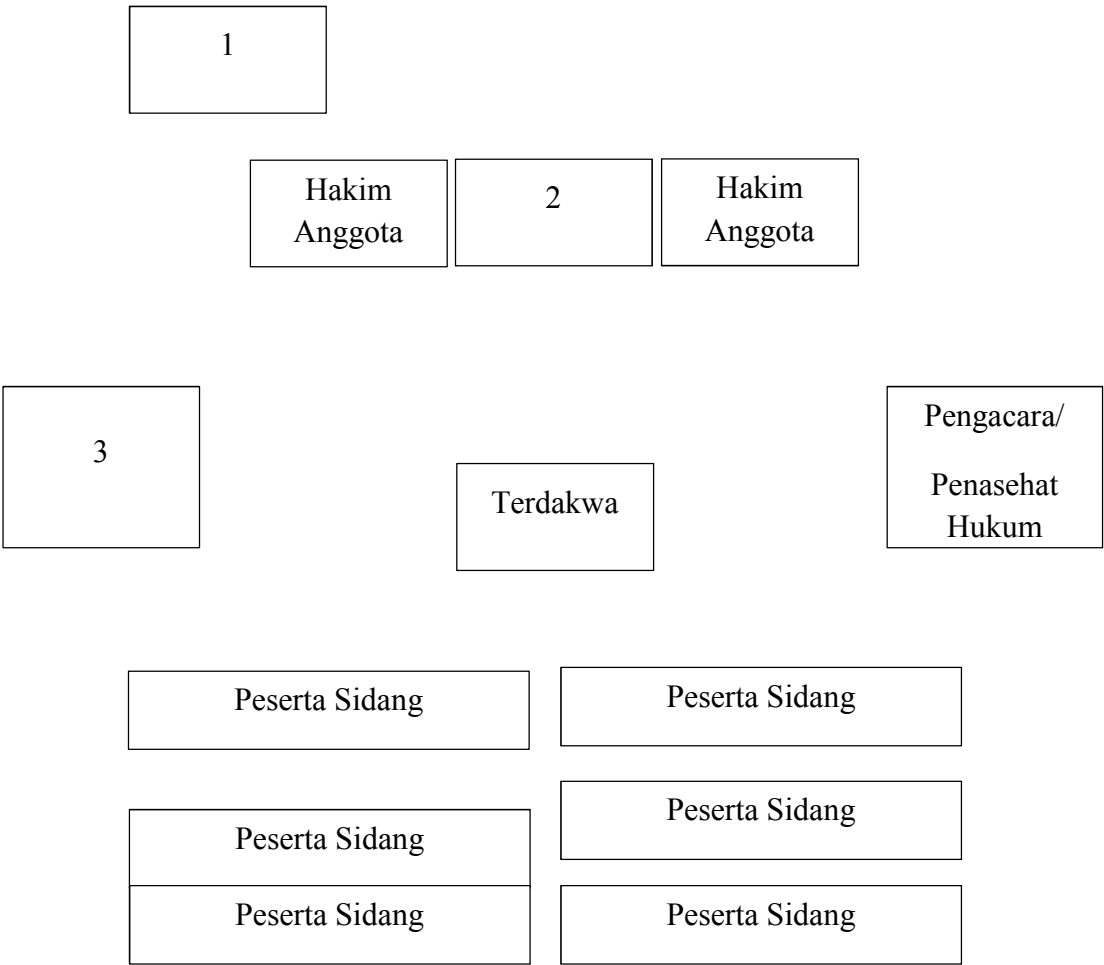 1
Hakim
Anggota
2
Hakim
Anggota
3
Terdakwa
Pengacara/
Penasehat
Hukum
Peserta Sidang
Peserta Sidang
Peserta Sidang
Peserta Sidang
Peserta Sidang
Peserta Sidang